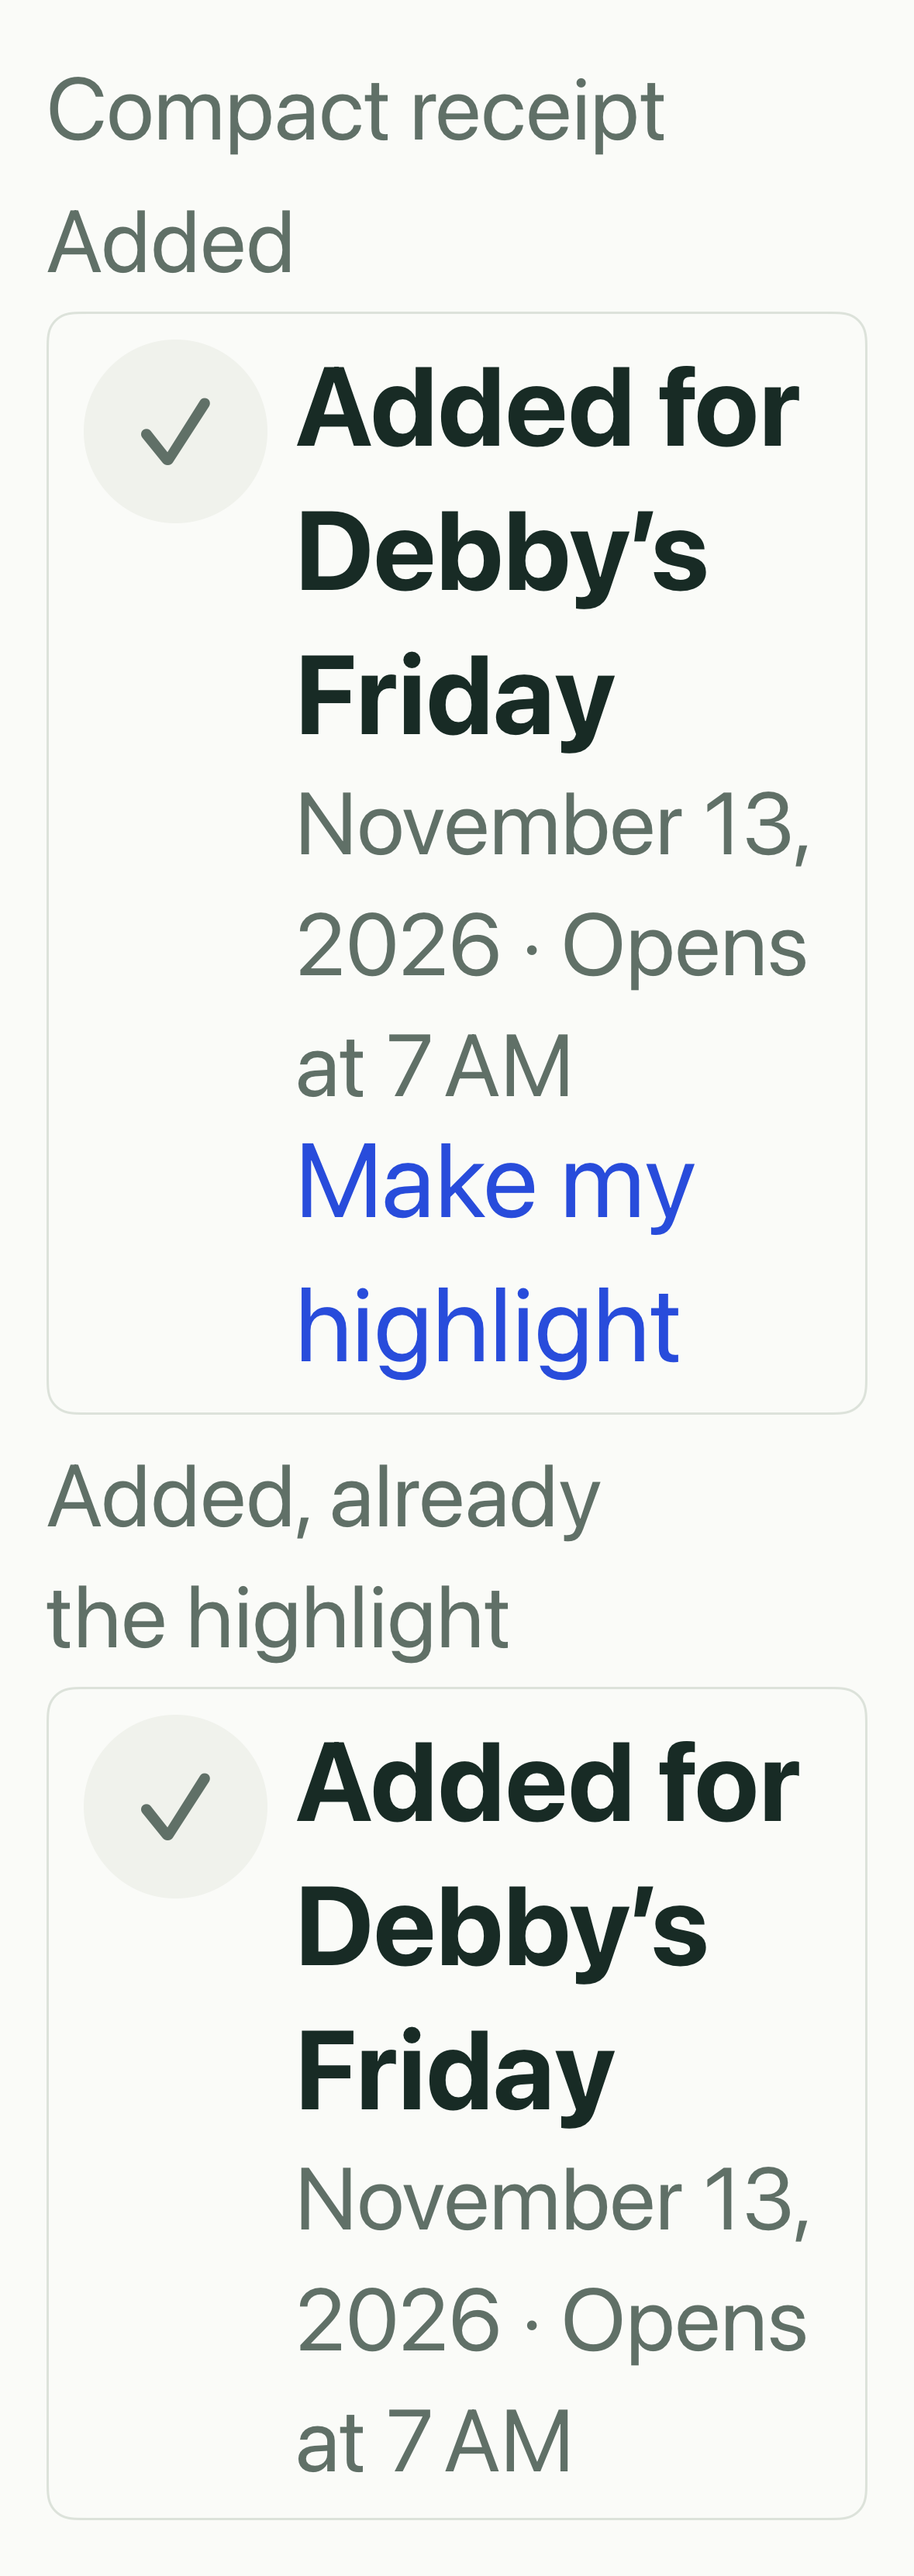 Compact receipt
Added
Added for
Debby’s
Friday
November 13,
2026 · Opens
at 7 AM
Make my
highlight
Added, already
the highlight
Added for
Debby’s
Friday
November 13,
2026 · Opens
at 7 AM